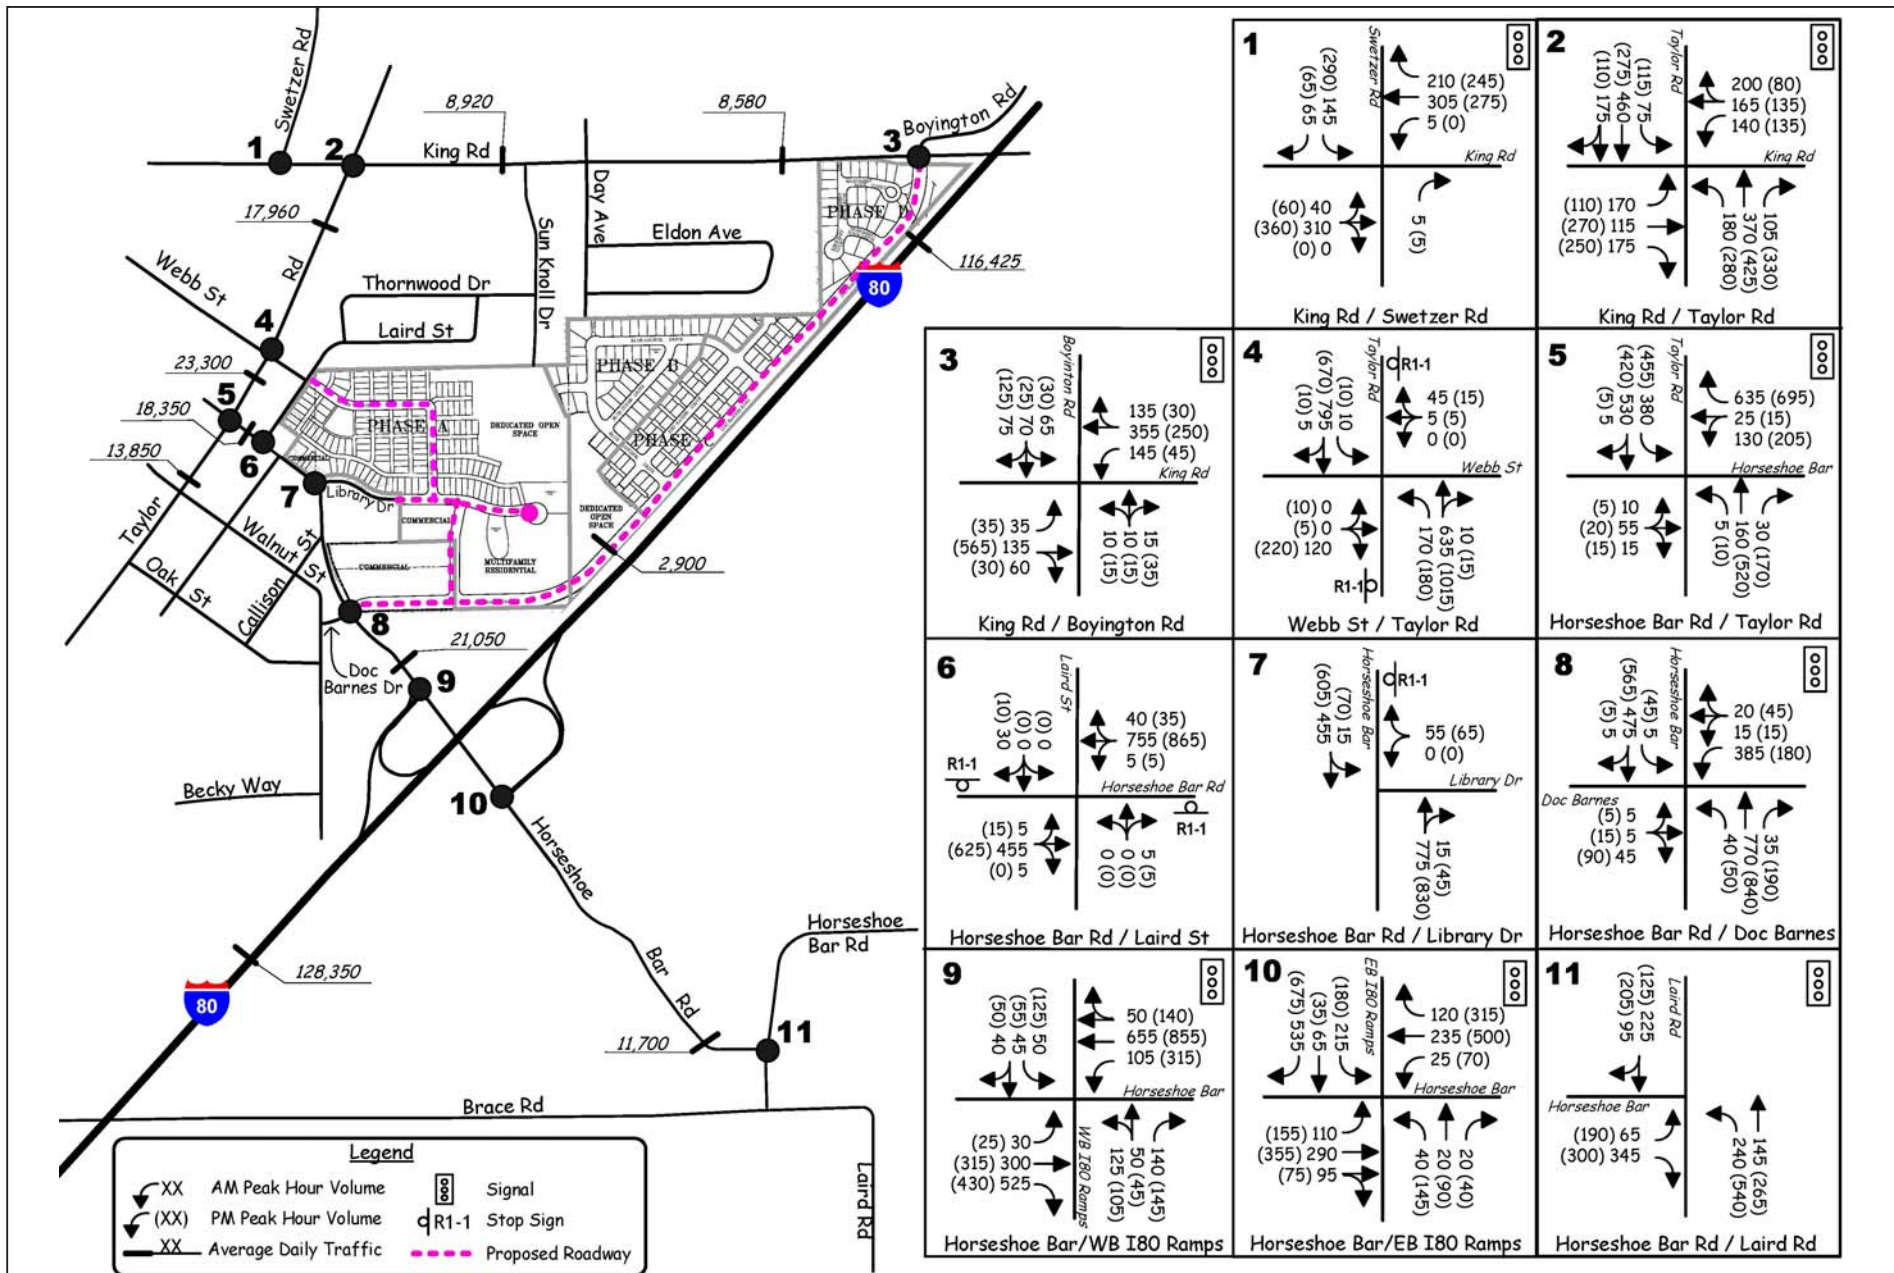 Swetzer Rd
8,920
8,580
Boyington Rd
1
2
King Rd
3
17,960
Rd
Sun Knoll Dr
Day Ave
Eldon Ave
PHASE D
116,425
80
Webb St
Thornwood Dr
Laird St
4
23,300
5
18,350
13,850
6
7
PHASE A
PHASE B
PHASE C
DEDICATED OPEN
SPACE
DEDICATED
OPEN
SPACE
COMMERCIAL
Library Dr
COMMERCIAL
COMMERCIAL
MULTIFAMILY
RESIDENTIAL
2,900
Taylor
Walnut St
St
Oak St
Callison
8
Doc
Barnes Dr
21,050
9
Becky Way
10
Horseshoe
Bar
Rd
Horseshoe
Bar Rd
128,350
80
11,700
11
Brace Rd
Laird Rd
Legend
XX AM Peak Hour Volume
(XX) PM Peak Hour Volume
XX Average Daily Traffic
Signal
R1-1 Stop Sign
Proposed Roadway
1
Swetzer Rd
(290) 145
(65) 65
210 (245)
305 (275)
5 (0)
King Rd
(60) 40
(360) 310
(0) 0
5 (5)
King Rd / Swetzer Rd
2
Taylor Rd
(115) 75
(275) 460
(110) 175
200 (80)
165 (135)
140 (135)
King Rd
(110) 170
(270) 115
(250) 175
180 (280)
370 (425)
105 (330)
King Rd / Taylor Rd
3
Boyinton Rd
(30) 65
(25) 70
(125) 75
135 (30)
355 (250)
145 (45)
King Rd
(35) 35
(565) 135
(30) 60
10 (15)
10 (15)
15 (35)
King Rd / Boyington Rd
4
Taylor Rd
R1-1
(10) 10
(670) 795
(10) 5
45 (15)
5 (5)
0 (0)
Webb St
(10) 0
(5) 0
(220) 120
R1-1
170 (180)
635 (1015)
10 (15)
Webb St / Taylor Rd
5
Taylor Rd
(455) 380
(420) 530
(5) 5
635 (695)
25 (15)
130 (205)
Horseshoe Bar
(5) 10
(20) 55
(15) 15
5 (10)
160 (520)
30 (170)
Horseshoe Bar Rd / Taylor Rd
6
Laird St
(0) 0
(0) 0
(10) 30
40 (35)
755 (865)
5 (5)
R1-1
Horseshoe Bar Rd
R1-1
(15) 5
(625) 455
(0) 5
0 (0)
0 (0)
5 (5)
Horseshoe Bar Rd / Laird St
7
Horseshoe Bar
R1-1
(70) 15
(605) 455
55 (65)
0 (0)
Library Dr
775 (830)
15 (45)
Horseshoe Bar Rd / Library Dr
8
Horseshoe Bar
(45) 5
(565) 475
(5) 5
20 (45)
15 (15)
385 (180)
Doc Barnes
(5) 5
(15) 5
(90) 45
40 (50)
770 (840)
35 (190)
Horseshoe Bar Rd / Doc Barnes
9
(125) 50
(55) 45
(50) 40
50 (140)
655 (855)
105 (315)
Horseshoe Bar
(25) 30
(315) 300
(430) 525
WB I80 Ramps
125 (105)
50 (45)
140 (145)
Horseshoe Bar/WB I80 Ramps
10
EB I80 Ramps
(180) 215
(35) 65
(675) 535
120 (315)
235 (500)
25 (70)
Horseshoe Bar
(155) 110
(355) 290
(75) 95
40 (145)
20 (90)
20 (40)
Horseshoe Bar/EB I80 Ramps
11
Laird Rd
(125) 225
(205) 95
Horseshoe Bar
(190) 65
(300) 345
240 (540)
145 (265)
Horseshoe Bar Rd / Laird Rd